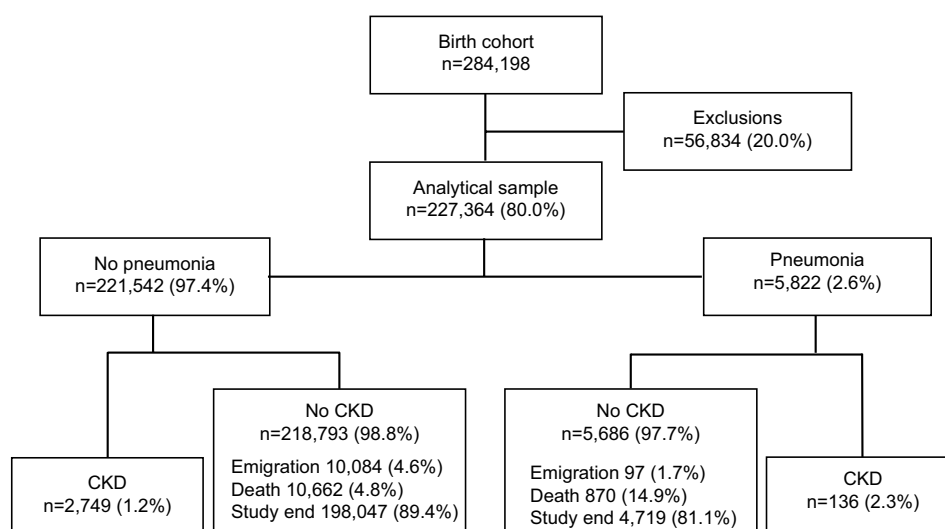 Birth cohort
n=284,198
Exclusions
n=56,834 (20.0%)
Analytical sample
n=227,364 (80.0%)
No pneumonia
n=221,542 (97.4%)
Pneumonia
n=5,822 (2.6%)
CKD
n=2,749 (1.2%)
No CKD
n=218,793 (98.8%)
Emigration 10,084 (4.6%)
Death 10,662 (4.8%)
Study end 198,047 (89.4%)
No CKD
n=5,686 (97.7%)
Emigration 97 (1.7%)
Death 870 (14.9%)
Study end 4,719 (81.1%)
CKD
n=136 (2.3%)